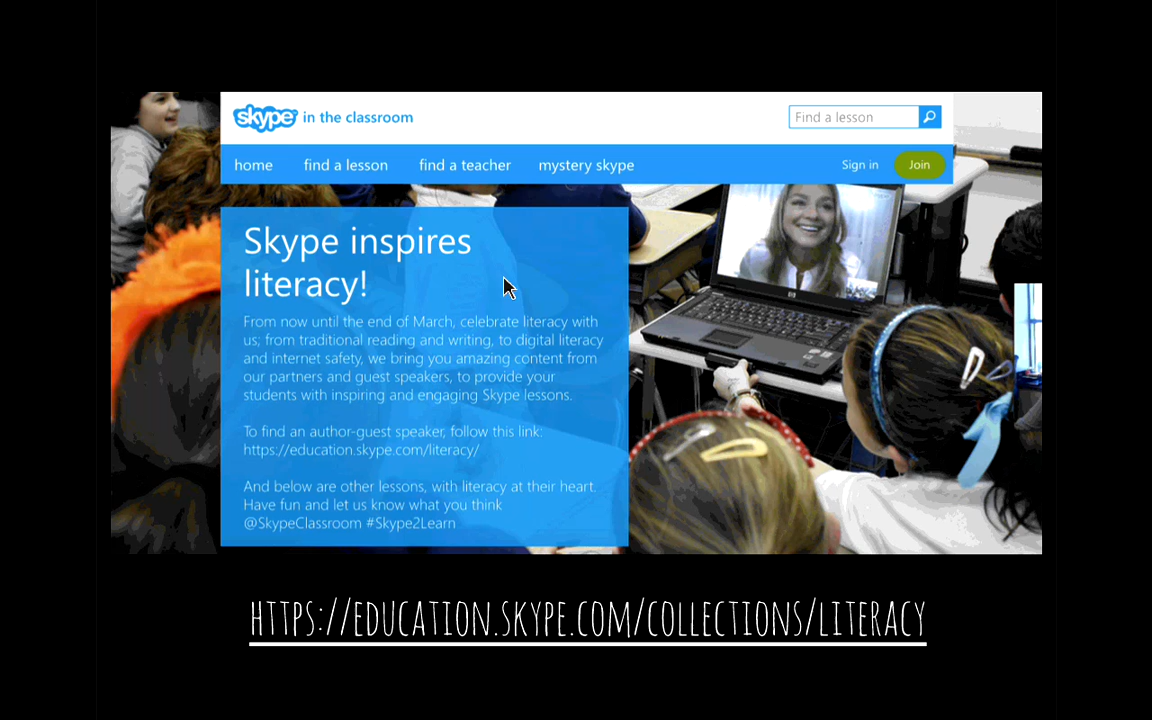 skype in the classroom
Find a lesson
home find a lesson find a teacher mystery skype
Sign in Join
Skype inspires
literacy!
From now until the end of March, celebrate literacy with
us; from traditional reading and writing, to digital literacy
and internet safety, we bring you amazing content from
our partners and guest speakers, to provide your
students with inspiring and engaging Skype lessons.
To find an author-guest speaker, follow this link:
https://education.skype.com/literacy/
And below are other lessons, with literacy at their heart.
Have fun and let us know what you think
@SkypeClassroom #Skype2Learn
HTTPS://EDUCATION.SKYPE.COM/COLLECTIONS/LITERACY